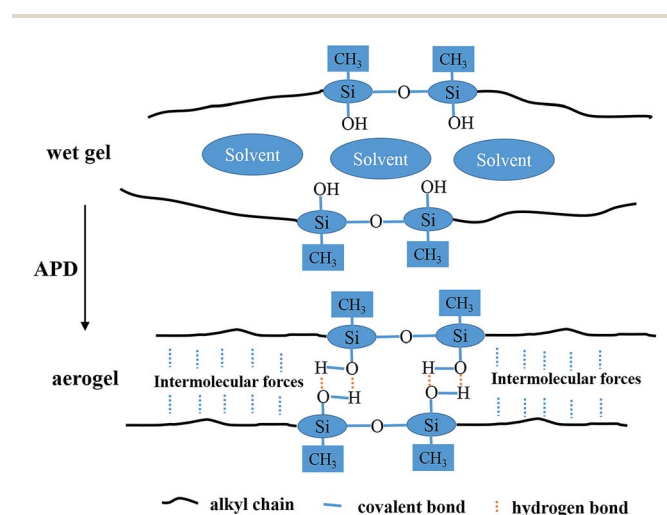 CH3 CH3
Si O Si
OH OH
wet gel Solvent Solvent Solvent
OH OH
Si O Si
CH3 CH3
APD
CH3 CH3
Si O Si
H O H O
aerogel Intermolecular forces Intermolecular forces
O H O H
Si O Si
CH3 CH3
alkyl chain covalent bond hydrogen bond